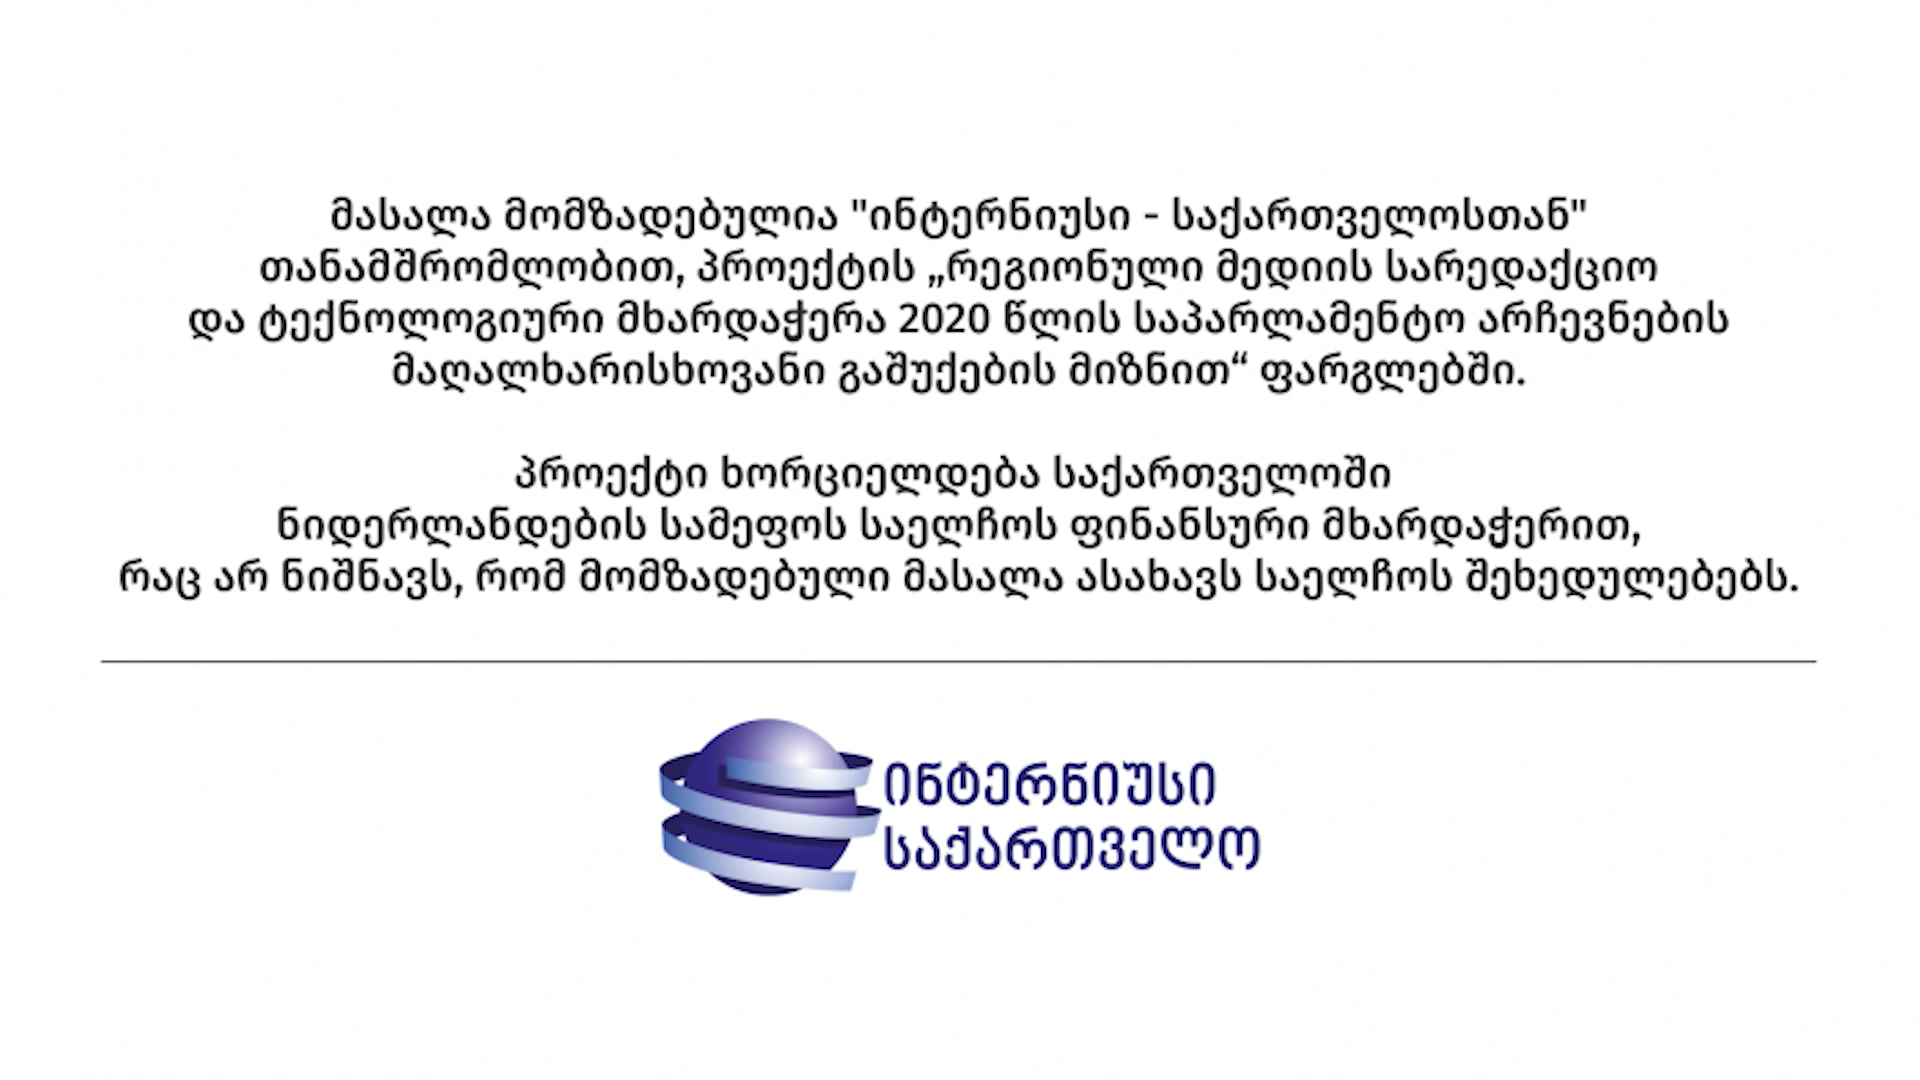 მასალა მომზადებულია "ინტერნიუსი - საქართველოსთან"
თანამშრომლობით, პროექტის „რეგიონული მედიის სარედაქციო
და ტექნოლოგიური მხარდაჭერა 2020 წლის საპარლამენტო არჩევნების
მაღალხარისხოვანი გაშუქების მიზნით“ ფარგლებში.
პროექტი ხორციელდება საქართველოში
ნიდერლანდების სამეფოს საელჩოს ფინანსური მხარდაჭერით,
რაც არ ნიშნავს, რომ მომზადებული მასალა ასახავს საელჩოს შეხედულებებს.
ინტერნიუსი
საქართველო